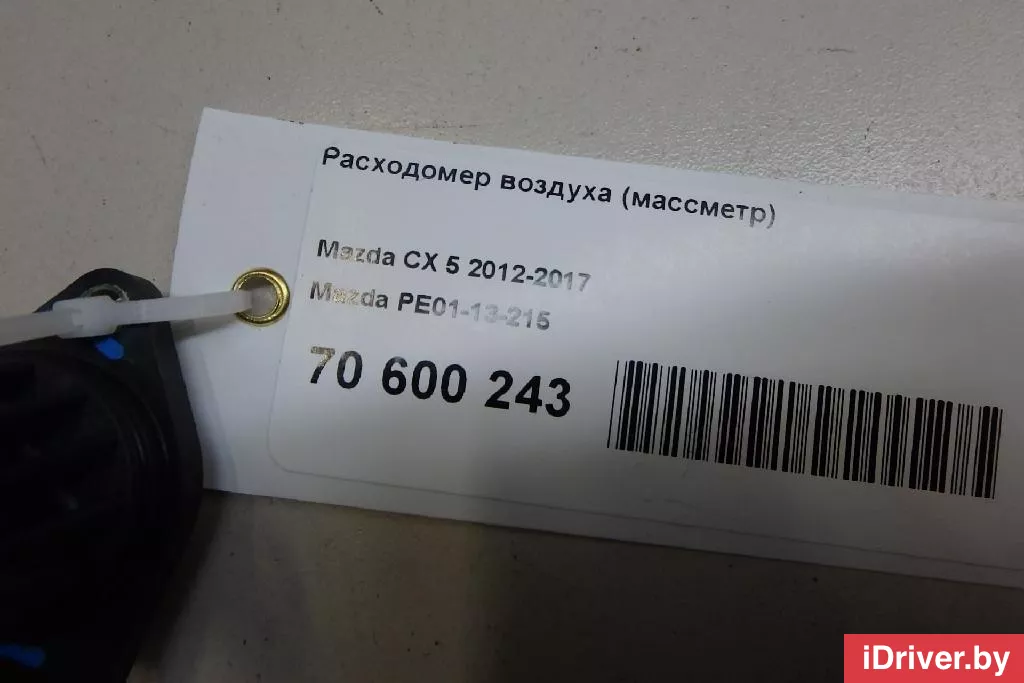 Расходомер воздуха (массметр)
Mazda CX 5 2012-2017
Mazda PE01-13-215
70 600 243
iDriver.by